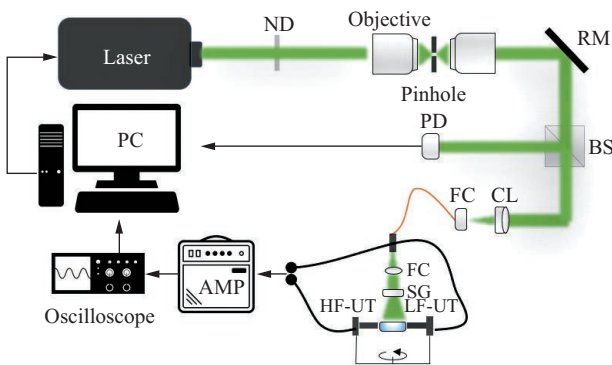 ND
Objective
RM
Laser
Pinhole
PD
PC
BS
FC
CL
FC
AMP
SG
HF-UT
LF-UT
Oscilloscope